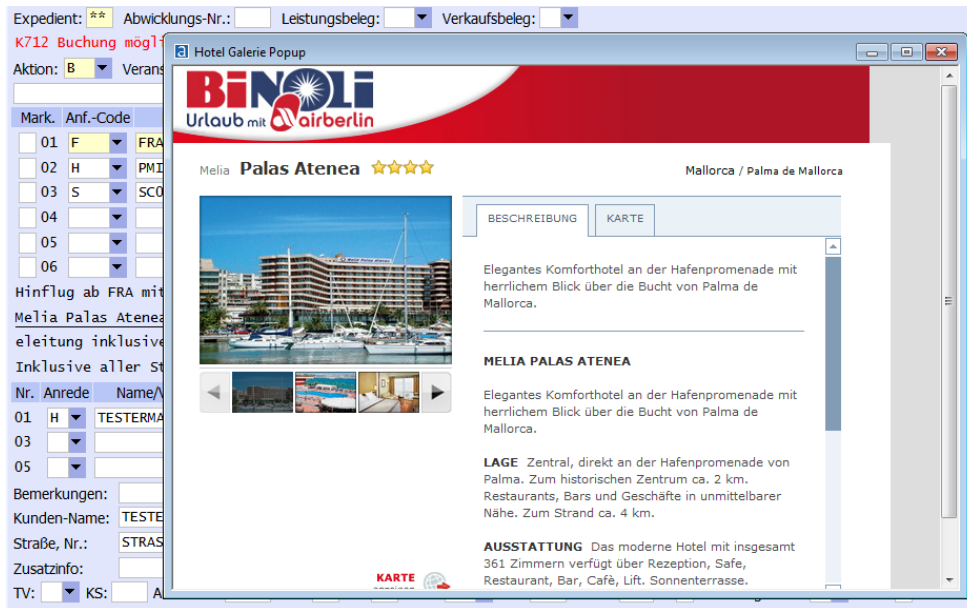 Expedient: ** Abwicklungs-Nr.: Leistungsbeleg: Verkaufsbeleg:
K712 Buchung mögli
Hotel Galerie Popup
Aktion: B Verans
BiNOLi
Urlaub mit airberlin
Mark. Anf.-Code
01 F FRA
02 H PMI
03 S SCO
04
05
06
Melia Palas Atenea
Mallorca / Palma de Mallorca
BESCHREIBUNG KARTE
Elegantes Komforthotel an der Hafenpromenade mit
herrlichem Blick über die Bucht von Palma de
Mallorca.
MELIA PALAS ATENEA
Elegantes Komforthotel an der Hafenpromenade mit
herrlichem Blick über die Bucht von Palma de
Mallorca.
LAGE Zentral, direkt an der Hafenpromenade von
Palma. Zum historischen Zentrum ca. 2 km.
Restaurants, Bars und Geschäfte in unmittelbarer
Nähe. Zum Strand ca. 4 km.
AUSSTATTUNG Das moderne Hotel mit insgesamt
361 Zimmern verfügt über Rezeption, Safe,
Restaurant, Bar, Cafè, Lift. Sonnenterrasse.
KARTE
Hinflug ab FRA mit
Melia Palas Atenea
eleitung inklusive
Inklusive aller St
Nr. Anrede Name/V
01 H TESTERMA
03
05
Bemerkungen:
Kunden-Name: TESTE
Straße, Nr.: STRAS
Zusatzinfo:
TV: KS: A